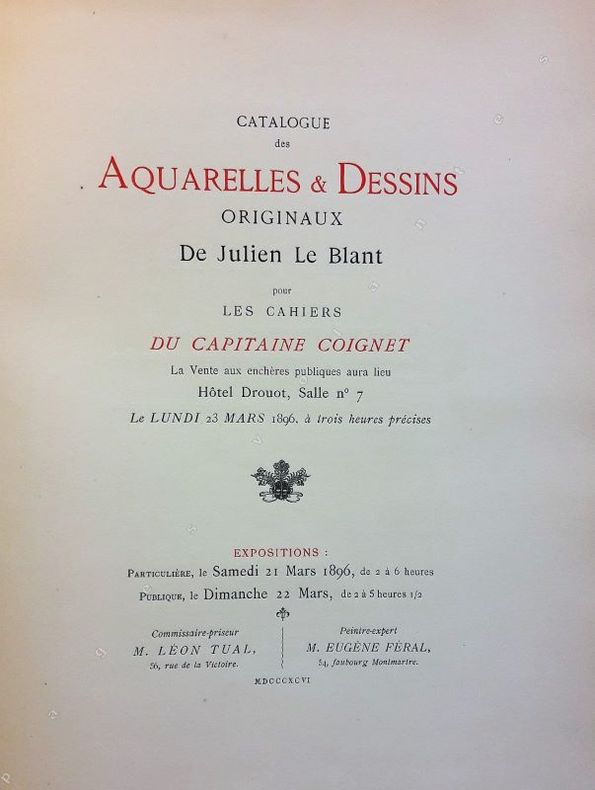 CATALOGUE
des
AQUARELLES & DESSINS
ORIGINAUX
De Julien Le Blant
pour
LES CAHIERS
DU CAPITAINE COIGNET
La Vente aux enchères publiques aura lieu
Hôtel Drouot, Salle nº 7
Le LUNDI 23 MARS 1896, à trois heures précises
EXPOSITIONS :
PARTICULIÈRE, le Samedi 21 Mars 1896, de 2 à 6 heures
PUBLIQUE, le Dimanche 22 Mars, de 2 à 5 heures 1/2
Commissaire-priseur
M. LÉON TUAL,
56, rue de la Victoire.
Peintre-expert
M. EUGÈNE FÉRAL,
54, faubourg Montmartre.
MDCCCXCVI